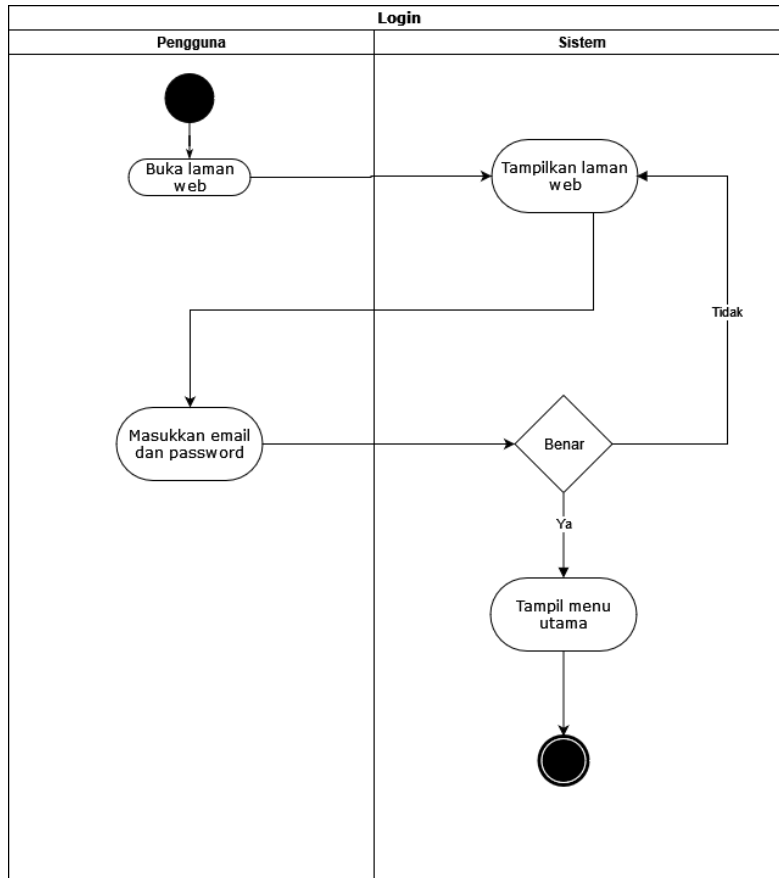 Login
Pengguna
Sistem
Buka laman
web
Tampilkan laman
web
Tidak
Masukkan email
dan password
Benar
Ya
Tampil menu
utama